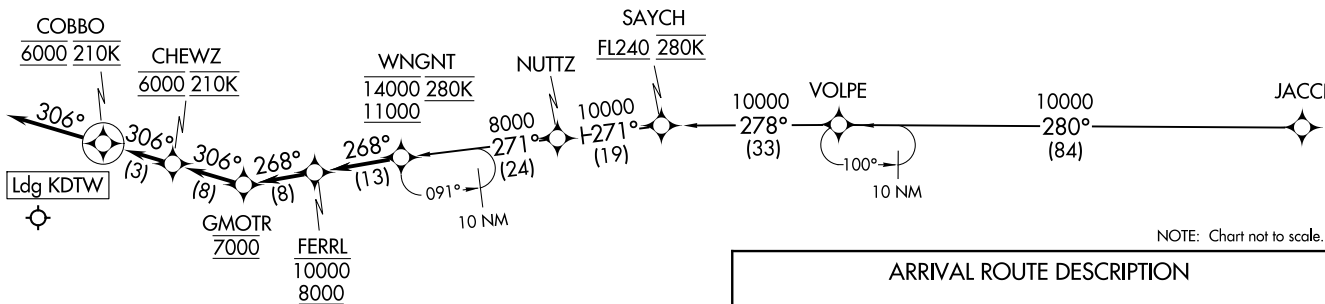 COBBO
6000 210K
CHEWZ
6000 210K
WNGNT
14000 280K
11000
NUTTZ
SAYCH
FL240 280K
VOLPE
JACCI
306°
306°
(3)
306°
(8)
268°
(8)
268°
(13)
8000
271°
(24)
10000
271°
(19)
10000
278°
(33)
10000
280°
(84)
091°
10 NM
100°
10 NM
Ldg KDTW
GMOTR
7000
FERRL
10000
8000
NOTE: Chart not to scale.
ARRIVAL ROUTE DESCRIPTION